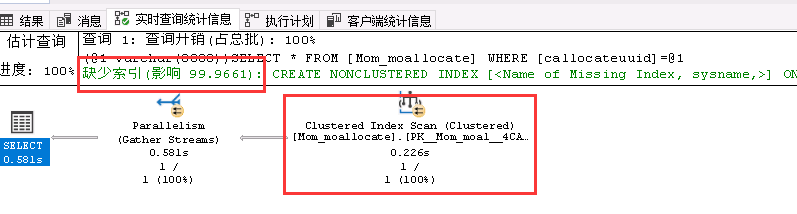 结果 消息 实时查询统计信息 执行计划 客户端统计信息
估计查询
进度: 100%
查询 1: 查询开销(占总批): 100%
(@1 varchar(8000))SELECT * FROM [Mom_moallocate] WHERE [callocateuuid]=@1
缺少索引(影响 99.9661): CREATE NONCLUSTERED INDEX [<Name of Missing Index, sysname,>] ON
SELECT
0.581s
Parallelism
(Gather Streams)
0.581s
1 /
1 (100%)
Clustered Index Scan (Clustered)
[Mom_moallocate].[PK__Mom_moal__4CA…
0.226s
1 /
1 (100%)